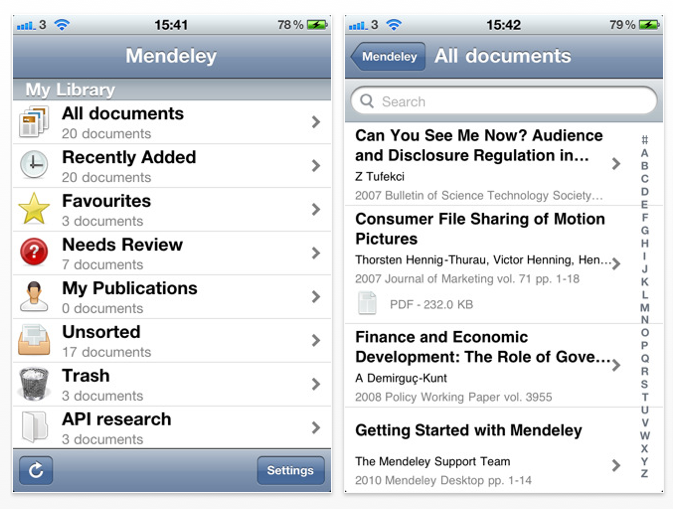 3 15:41 78 %
Mendeley
My Library
All documents
20 documents
Recently Added
20 documents
Favourites
3 documents
Needs Review
7 documents
My Publications
0 documents
Unsorted
17 documents
Trash
3 documents
API research
3 documents
Settings
3 15:42 79 %
Mendeley All documents
Search
Can You See Me Now? Audience
and Disclosure Regulation in...
Z Tufekci
2007 Bulletin of Science Technology Society...
Consumer File Sharing of Motion
Pictures
Thorsten Hennig-Thurau, Victor Henning, Hen...
2007 Journal of Marketing vol. 71 pp. 1-18
PDF - 232.0 KB
Finance and Economic
Development: The Role of Gove...
A Demirguç-Kunt
2008 Policy Working Paper vol. 3955
Getting Started with Mendeley
The Mendeley Support Team
2010 Mendeley Desktop pp. 1-14
#
A
B
C
D
E
F
G
H
I
J
K
L
M
N
O
P
Q
R
S
T
U
V
W
X
Y
Z